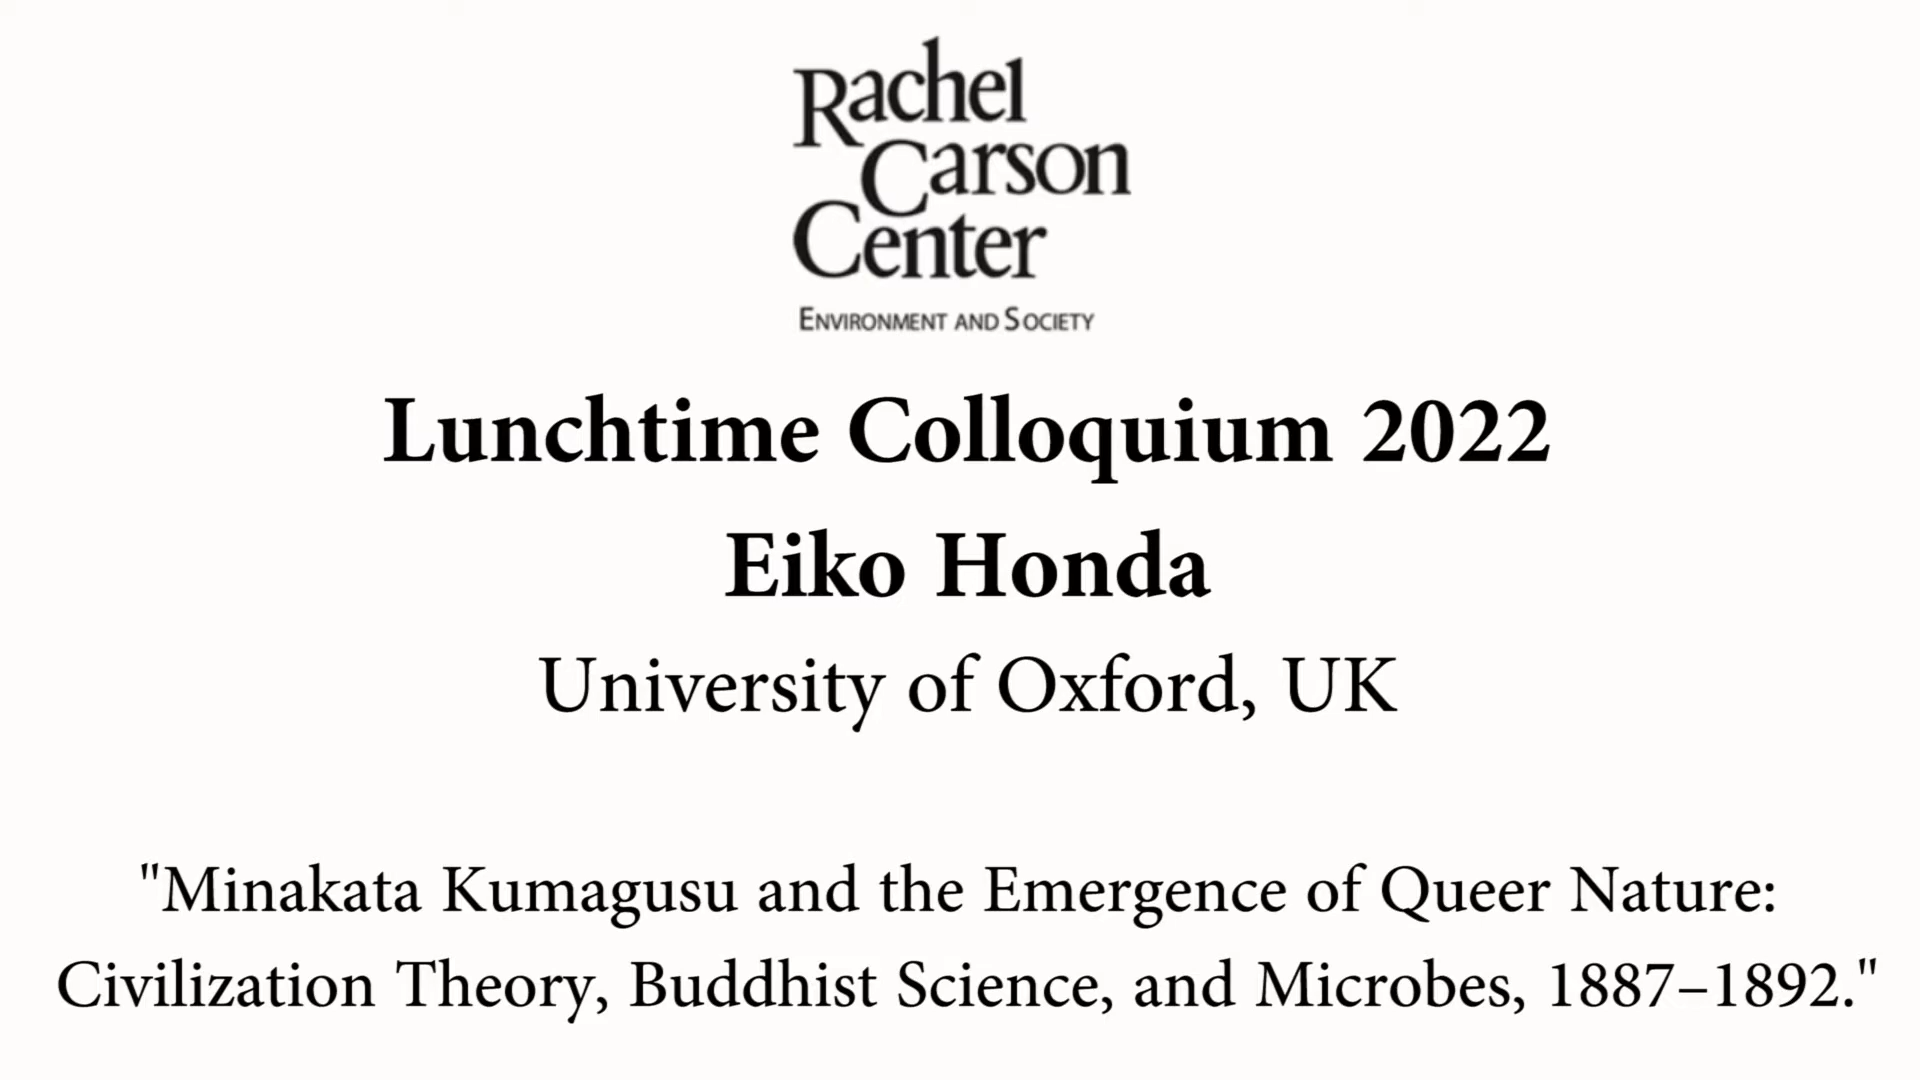 Rachel
Carson
Center
Environment and Society
Lunchtime Colloquium 2022
Eiko Honda
University of Oxford, UK
"Minakata Kumagusu and the Emergence of Queer Nature:
Civilization Theory, Buddhist Science, and Microbes, 1887–1892."